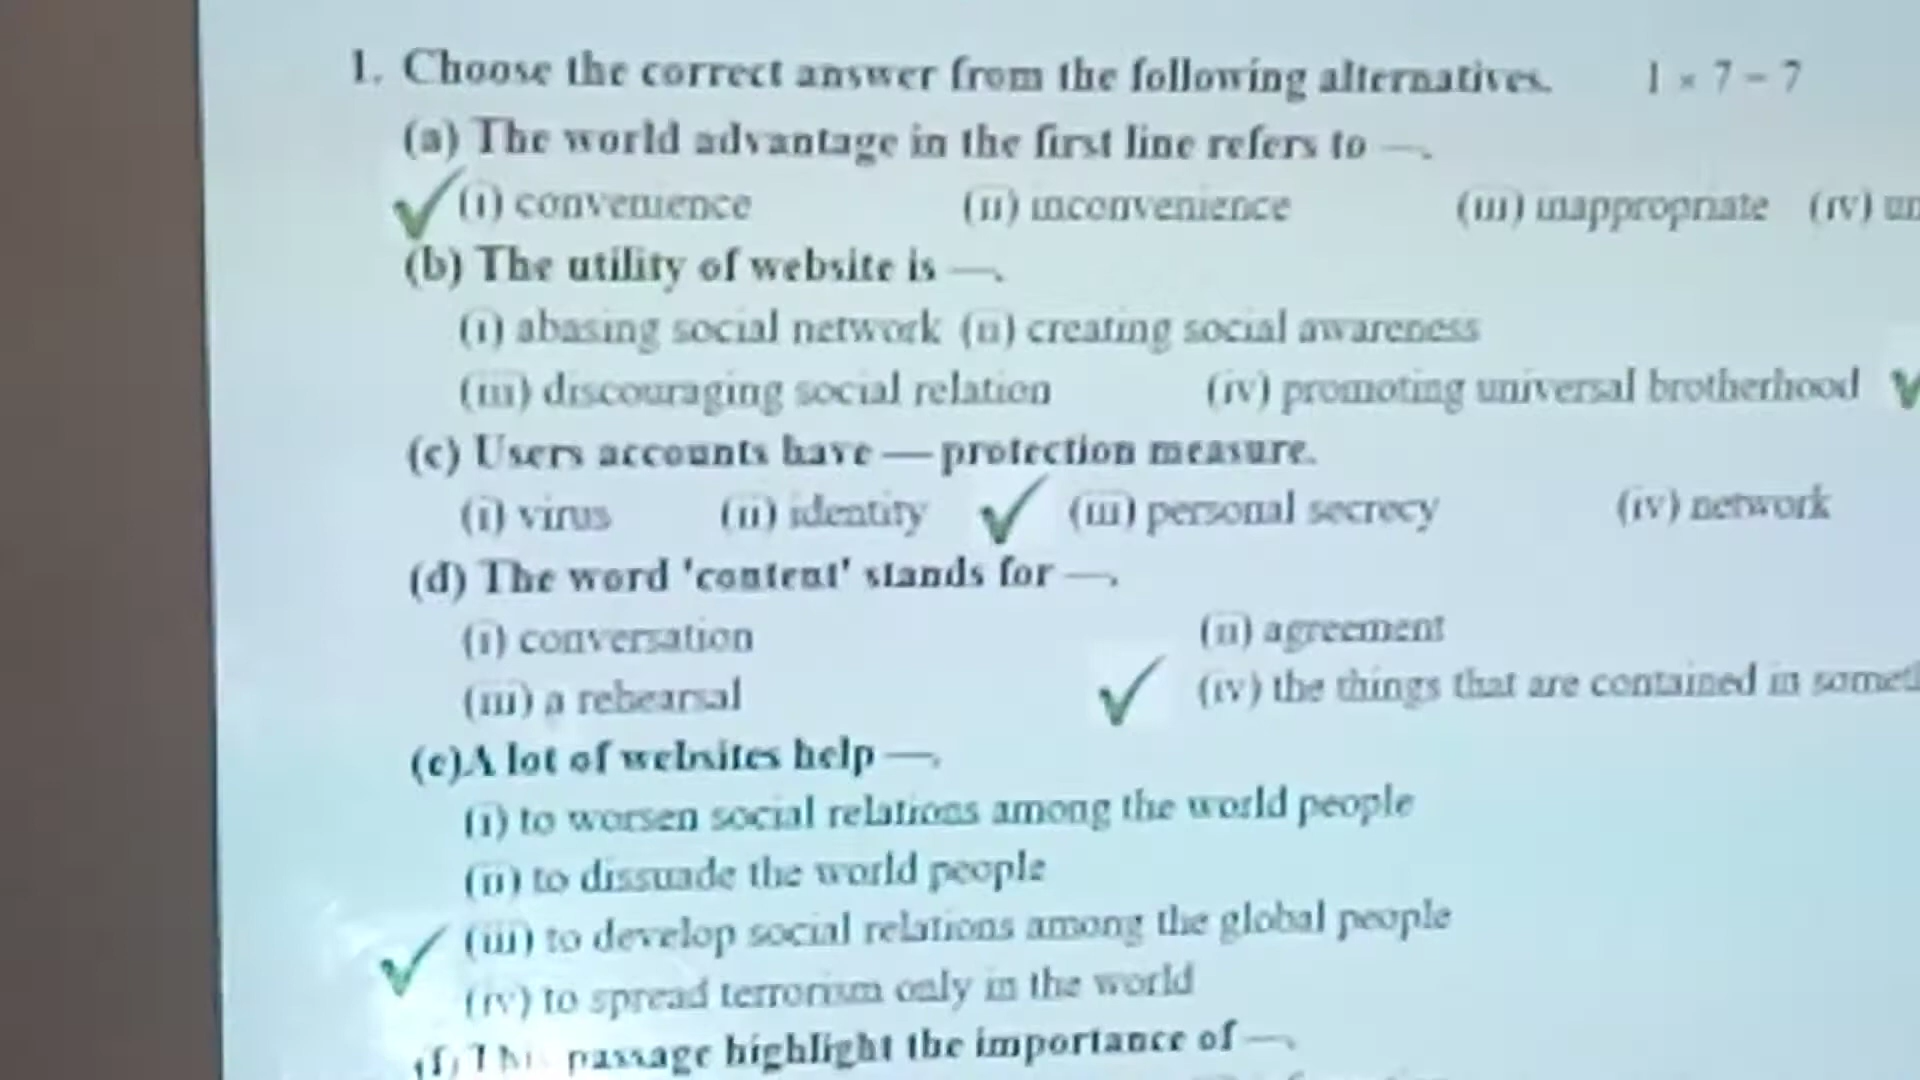 1. Choose the correct answer from the following alternatives. 1 × 7 - 7
(a) The world advantage in the first line refers to —.
(i) convenience (ii) inconvenience (iii) inappropriate (iv)
(b) The utility of website is —.
(i) abasing social network (ii) creating social awareness
(iii) discouraging social relation (iv) promoting universal brotherhood
(c) Users accounts have — protection measure.
(i) virus (ii) identity (iii) personal secrecy (iv) network
(d) The word 'content' stands for —.
(i) conversation (ii) agreement
(iii) a rehearsal (iv) the things that are contained in
(e) A lot of websites help —.
(i) to worsen social relations among the world people
(ii) to dissuade the world people
(iii) to develop social relations among the global people
(iv) to spread terrorism only in the world
(f) This passage highlight the importance of —.